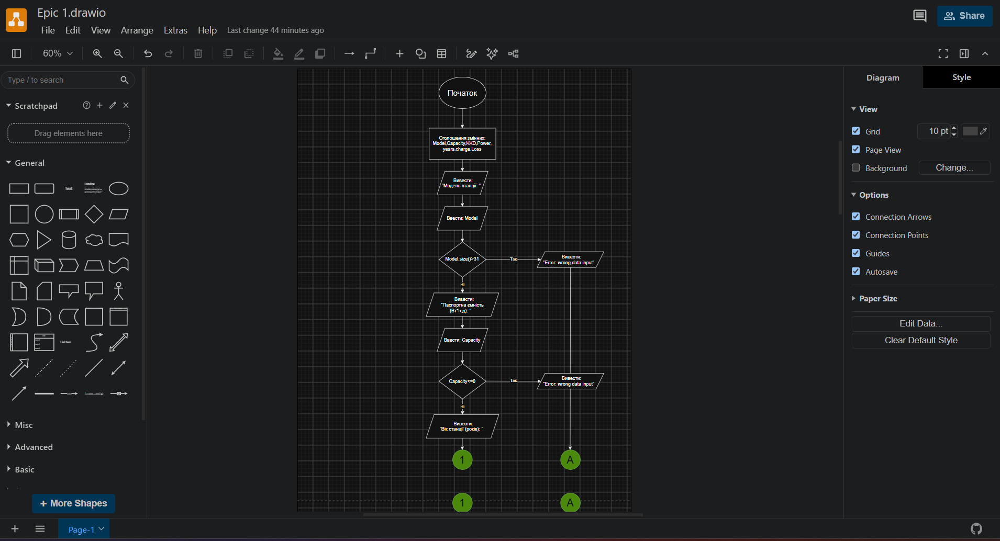 Epic 1.drawio
File Edit View Arrange Extras Help Last change 44 minutes ago
Share
60%
Type / to search
Scratchpad
Drag elements here
General
Text
Heading
List Item
Misc
Advanced
Basic
+ More Shapes
Page-1
Початок
Оголошення змінних:
Model,Capacity,KKD,Power,
years,charge,Loss
Вивести:
"Модель станції: "
Ввести: Model
Model.size()>31
Так
Вивести:
"Error: wrong data input"
Ні
Вивести:
"Паспортна ємність
(Вт*год): "
Ввести: Capacity
Capacity<=0
Так
Вивести:
"Error: wrong data input"
Ні
Вивести:
"Вік станції (років): "
1
A
1
A
Diagram
Style
View
Grid
10 pt
Page View
Background
Change...
Options
Connection Arrows
Connection Points
Guides
Autosave
Paper Size
Edit Data...
Clear Default Style